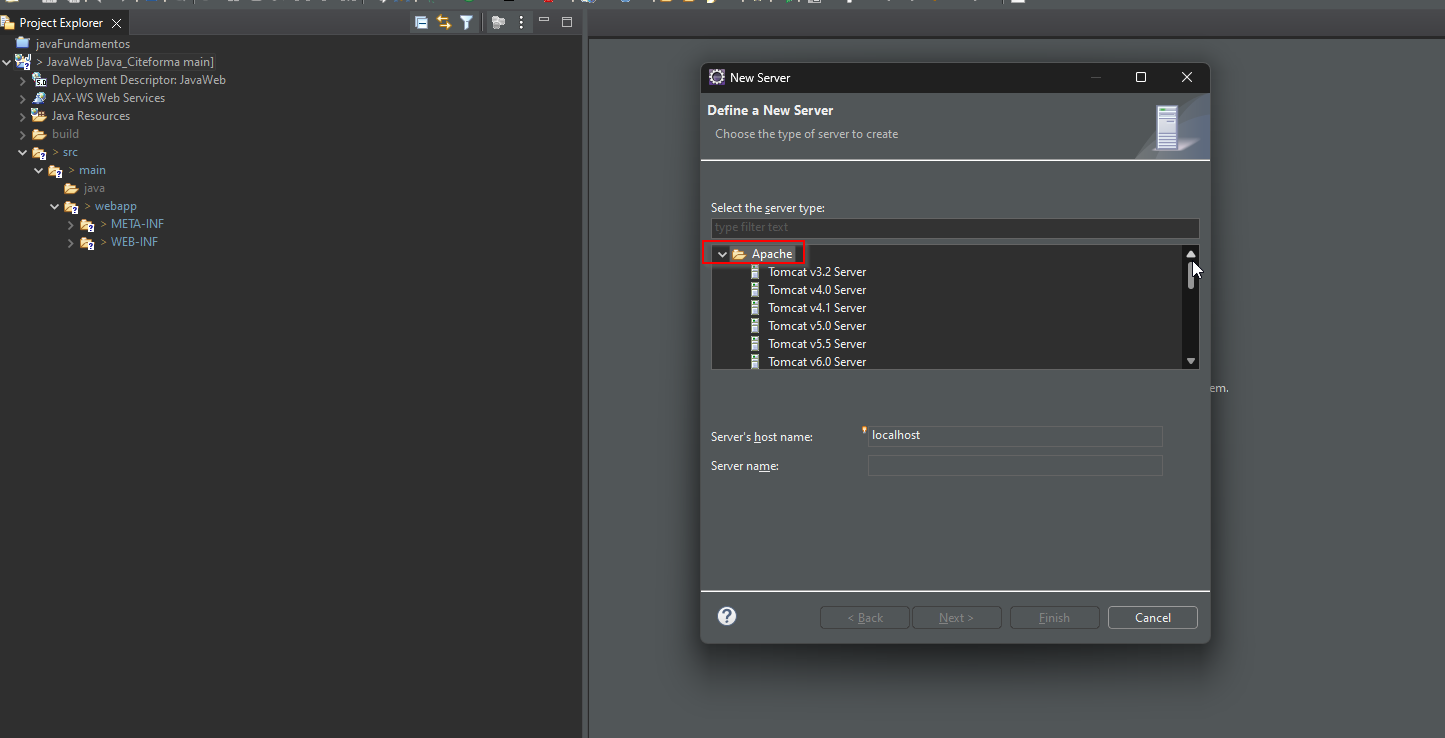 Project Explorer
javaFundamentos
> JavaWeb [Java_Citeforma main]
Deployment Descriptor: JavaWeb
JAX-WS Web Services
Java Resources
build
> src
> main
java
> webapp
> META-INF
> WEB-INF
New Server
Define a New Server
Choose the type of server to create
Select the server type:
type filter text
Apache
Tomcat v3.2 Server
Tomcat v4.0 Server
Tomcat v4.1 Server
Tomcat v5.0 Server
Tomcat v5.5 Server
Tomcat v6.0 Server
em.
Server's host name: localhost
Server name:
< Back Next > Finish Cancel